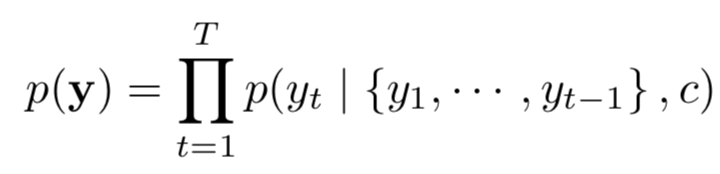 p(𝐲) = ∏_{t=1}^{T} p(y_t | {y_1, ⋯ , y_{t−1}} , c)